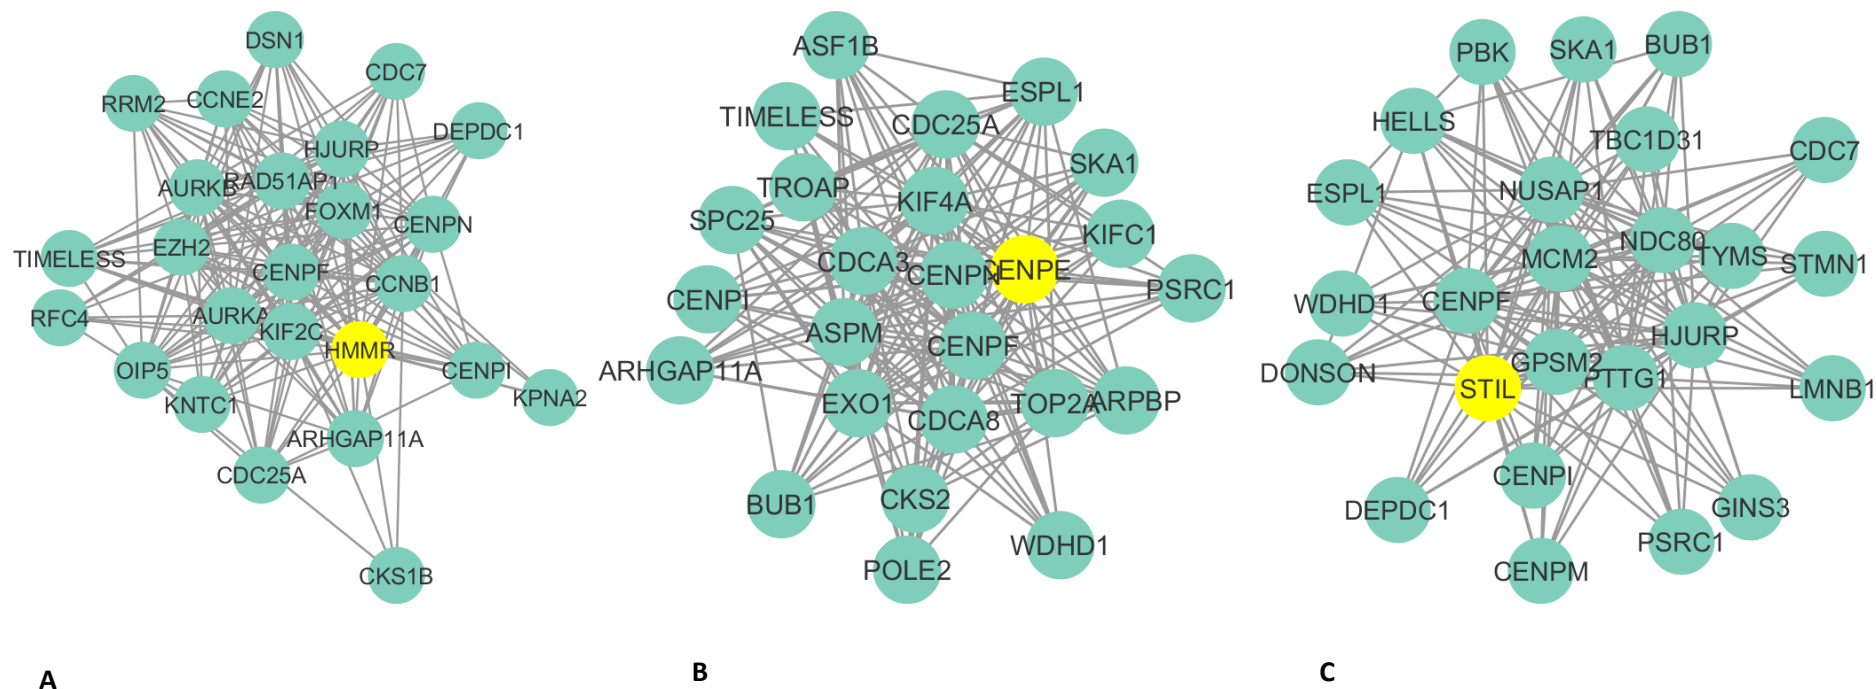 DSN1
CDC7
RRM2
CCNE2
DEPDC1
HJURP
AURKB
RAD51AP1
FOXM1
CENPN
EZH2
TIMELESS
CENPF
CCNB1
RFC4
AURKA
KIF2C
HMMR
OIP5
CENPI
KPNA2
KNTC1
ARHGAP11A
CDC25A
CKS1B
A
ASF1B
ESPL1
TIMELESS
CDC25A
SKA1
TROAP
KIF4A
SPC25
KIFC1
CDCA3
CENPN
CENPE
PSRC1
CENPI
ASPM
CENPF
ARHGAP11A
EXO1
TOP2A
ARPBP
CDCA8
BUB1
CKS2
WDHD1
POLE2
B
PBK
SKA1
BUB1
HELLS
TBC1D31
CDC7
ESPL1
NUSAP1
NDC80
MCM2
TYMS
STMN1
WDHD1
CENPF
HJURP
DONSON
GPSM2
PTTG1
STIL
LMNB1
CENPI
DEPDC1
GINS3
PSRC1
CENPM
C